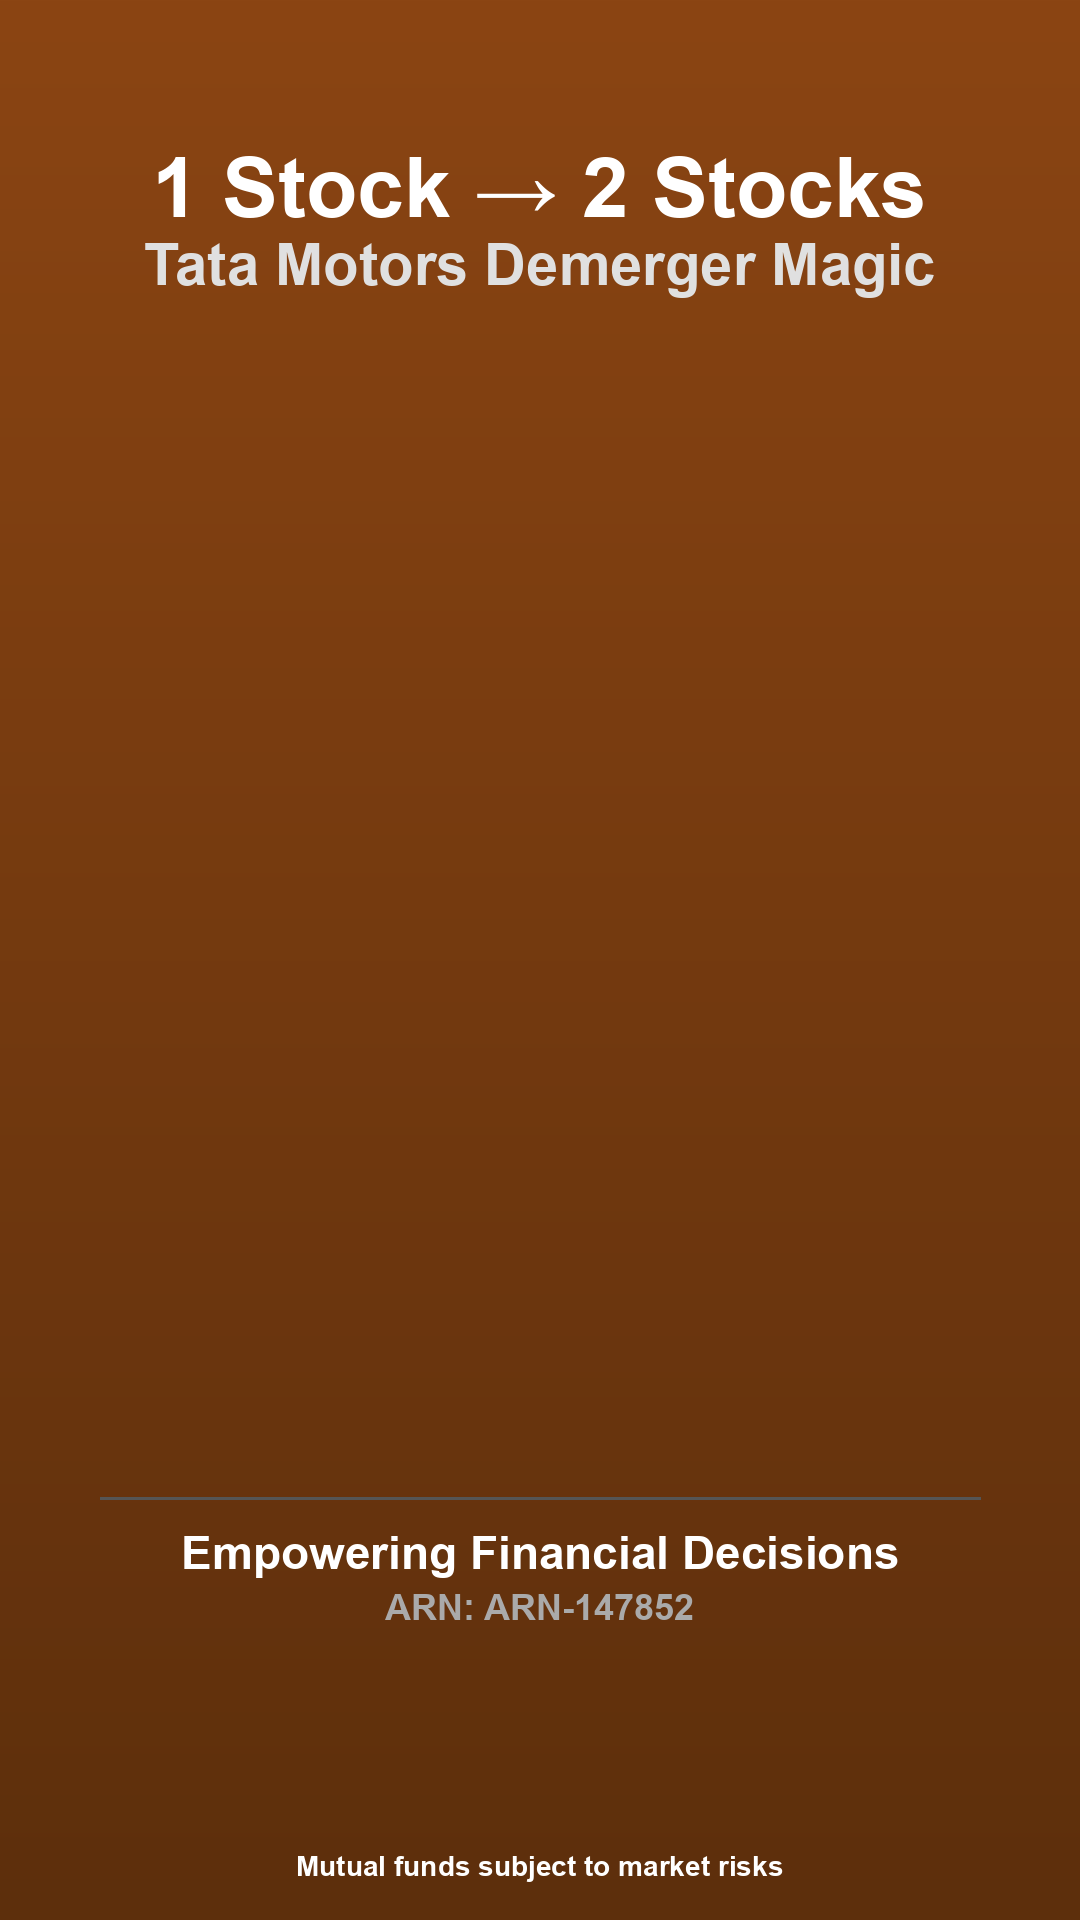 1 Stock → 2 Stocks
Tata Motors Demerger Magic
Empowering Financial Decisions
ARN: ARN-147852
Mutual funds subject to market risks